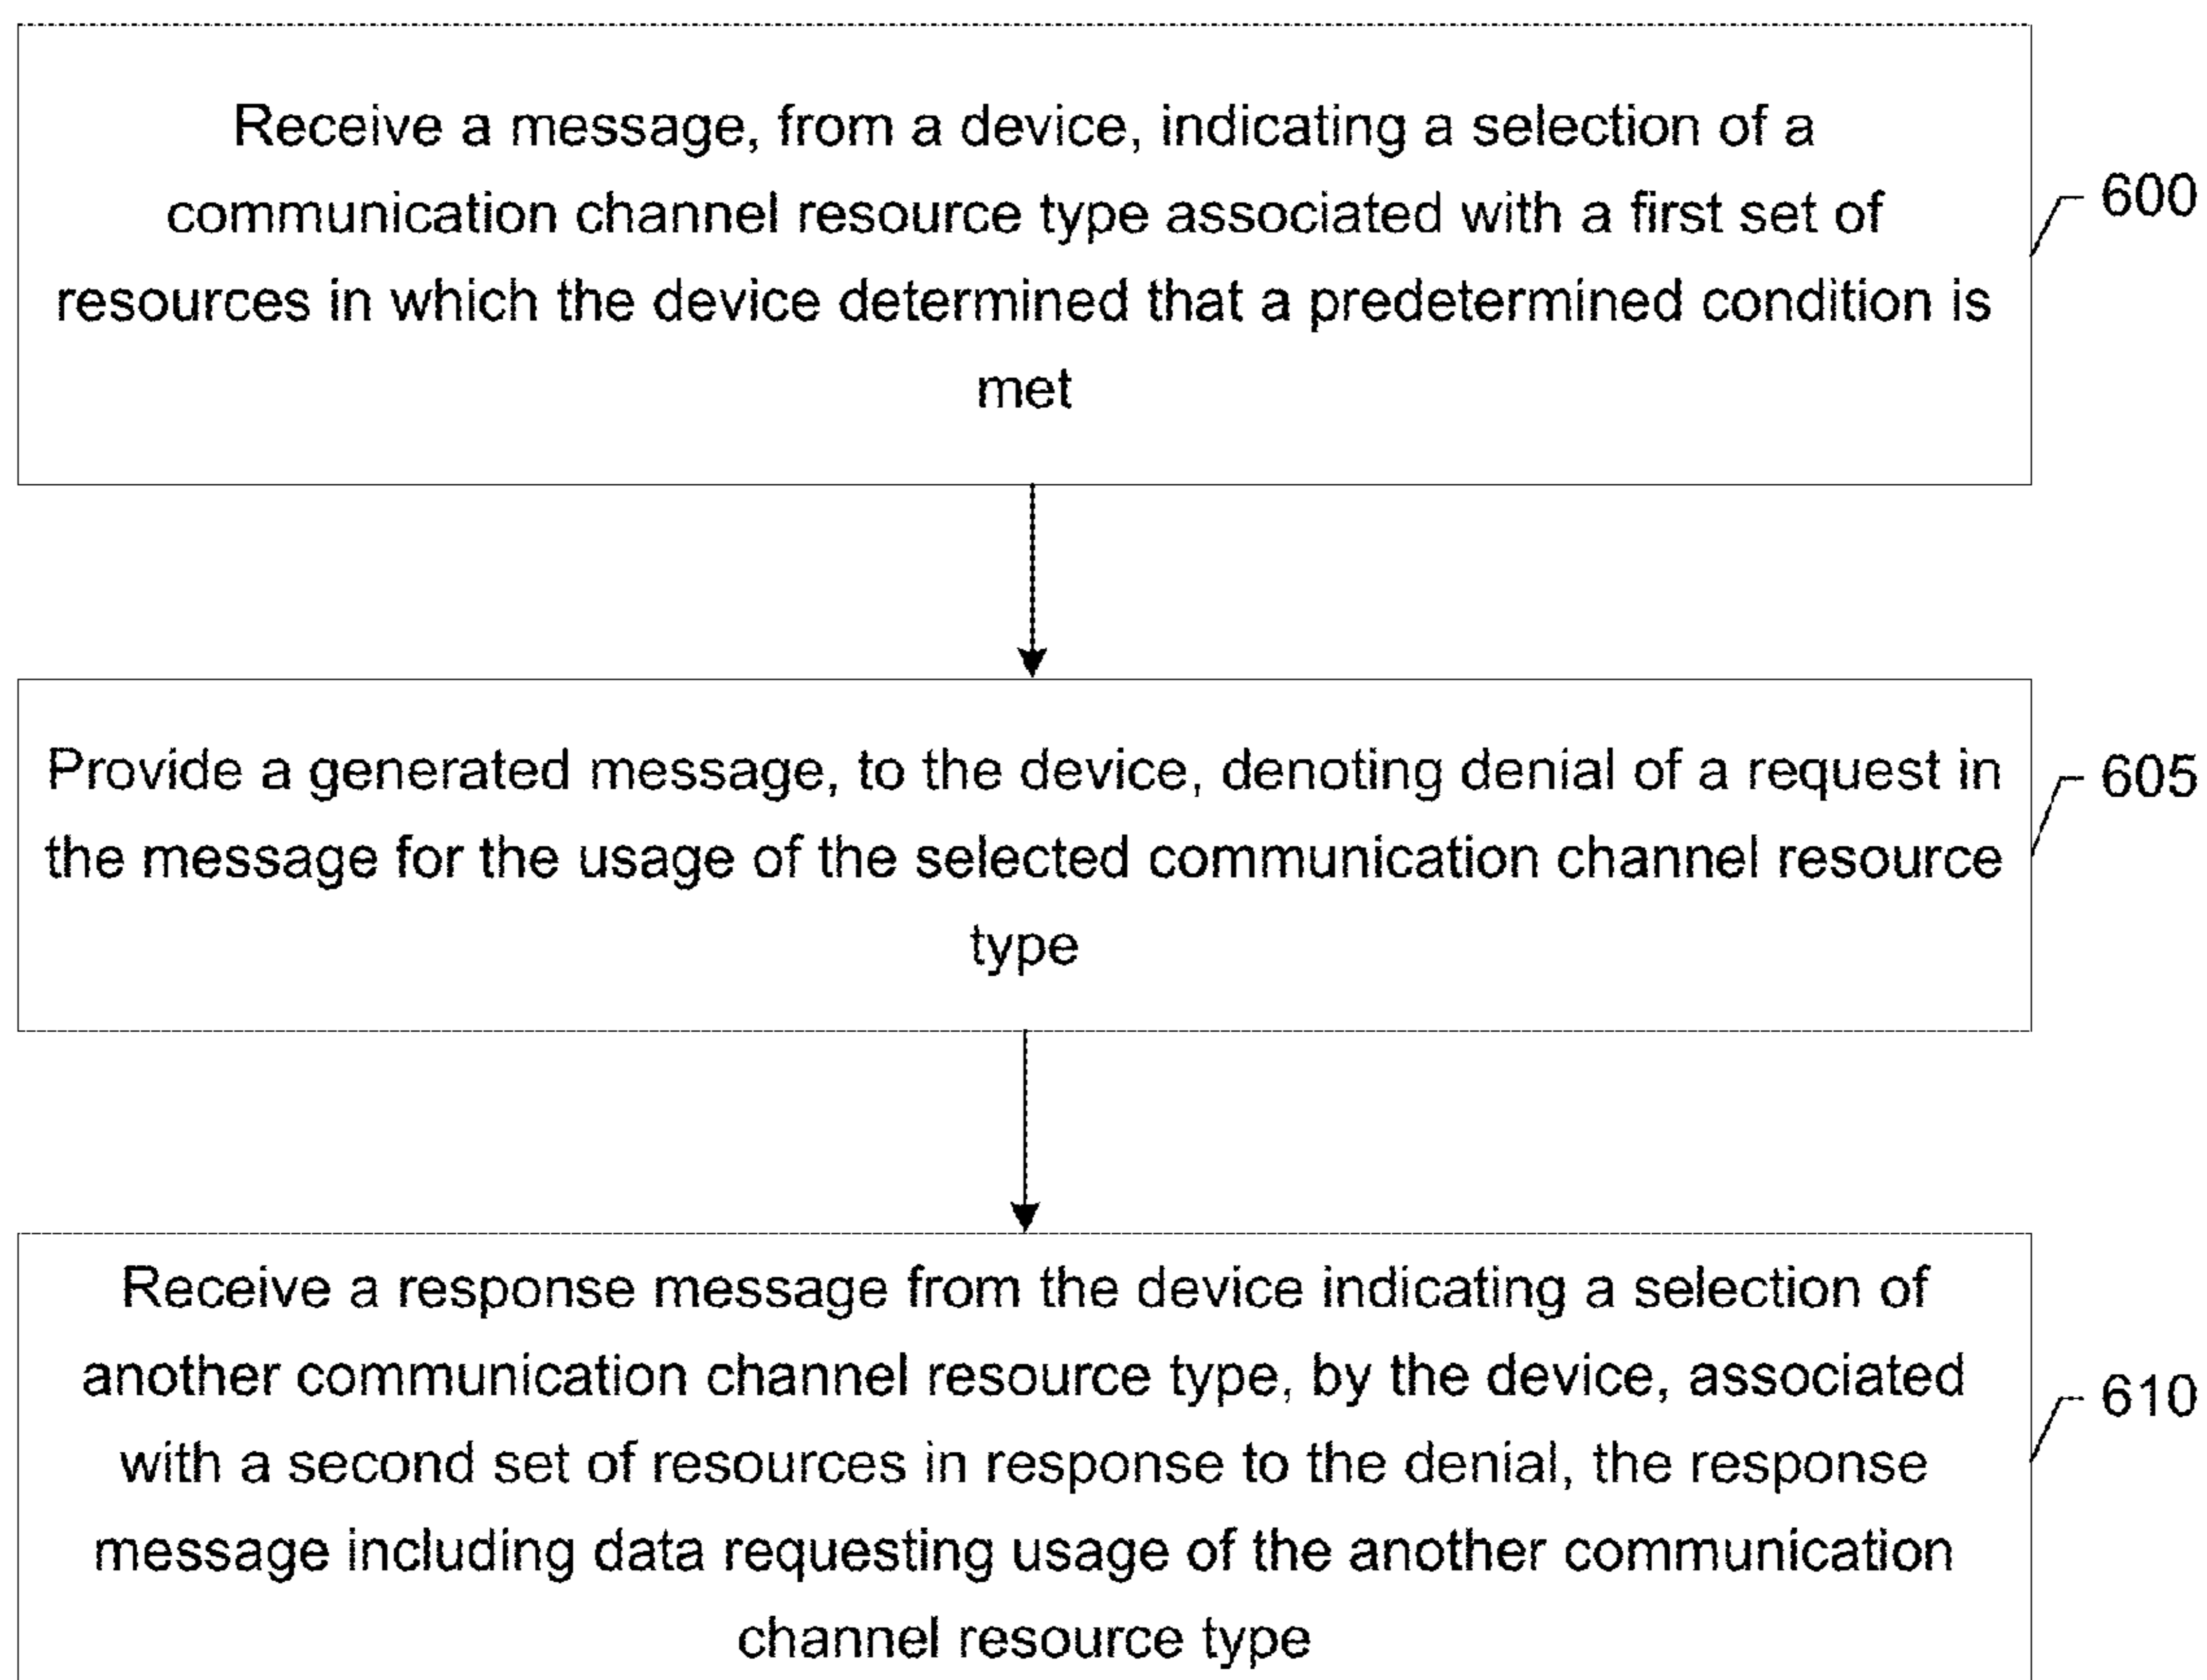 Receive a message, from a device, indicating a selection of a
communication channel resource type associated with a first set of
resources in which the device determined that a predetermined condition is
met
600
Provide a generated message, to the device, denoting denial of a request in
the message for the usage of the selected communication channel resource
type
605
Receive a response message from the device indicating a selection of
another communication channel resource type, by the device, associated
with a second set of resources in response to the denial, the response
message including data requesting usage of the another communication
channel resource type
610